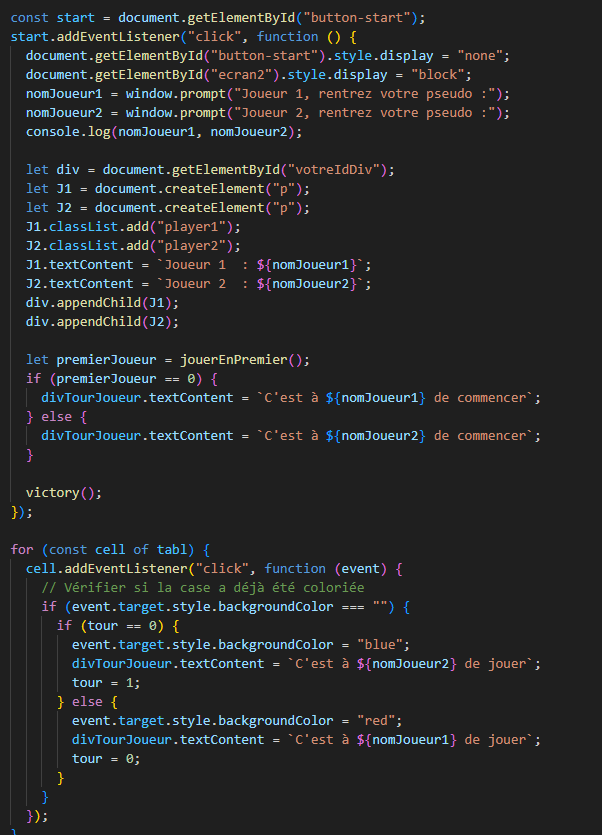 const start = document.getElementById("button-start");
start.addEventListener("click", function () {
  document.getElementById("button-start").style.display = "none";
  document.getElementById("ecran2").style.display = "block";
  nomJoueur1 = window.prompt("Joueur 1, rentrez votre pseudo :");
  nomJoueur2 = window.prompt("Joueur 2, rentrez votre pseudo :");
  console.log(nomJoueur1, nomJoueur2);

  let div = document.getElementById("votreIdDiv");
  let J1 = document.createElement("p");
  let J2 = document.createElement("p");
  J1.classList.add("player1");
  J2.classList.add("player2");
  J1.textContent = `Joueur 1  : ${nomJoueur1}`;
  J2.textContent = `Joueur 2  : ${nomJoueur2}`;
  div.appendChild(J1);
  div.appendChild(J2);

  let premierJoueur = jouerEnPremier();
  if (premierJoueur == 0) {
    divTourJoueur.textContent = `C'est à ${nomJoueur1} de commencer`;
  } else {
    divTourJoueur.textContent = `C'est à ${nomJoueur2} de commencer`;
  }

  victory();
});

for (const cell of tabl) {
  cell.addEventListener("click", function (event) {
    // Vérifier si la case a déjà été coloriée
    if (event.target.style.backgroundColor === "") {
      if (tour == 0) {
        event.target.style.backgroundColor = "blue";
        divTourJoueur.textContent = `C'est à ${nomJoueur2} de jouer`;
        tour = 1;
      } else {
        event.target.style.backgroundColor = "red";
        divTourJoueur.textContent = `C'est à ${nomJoueur1} de jouer`;
        tour = 0;
      }
    }
  });
}